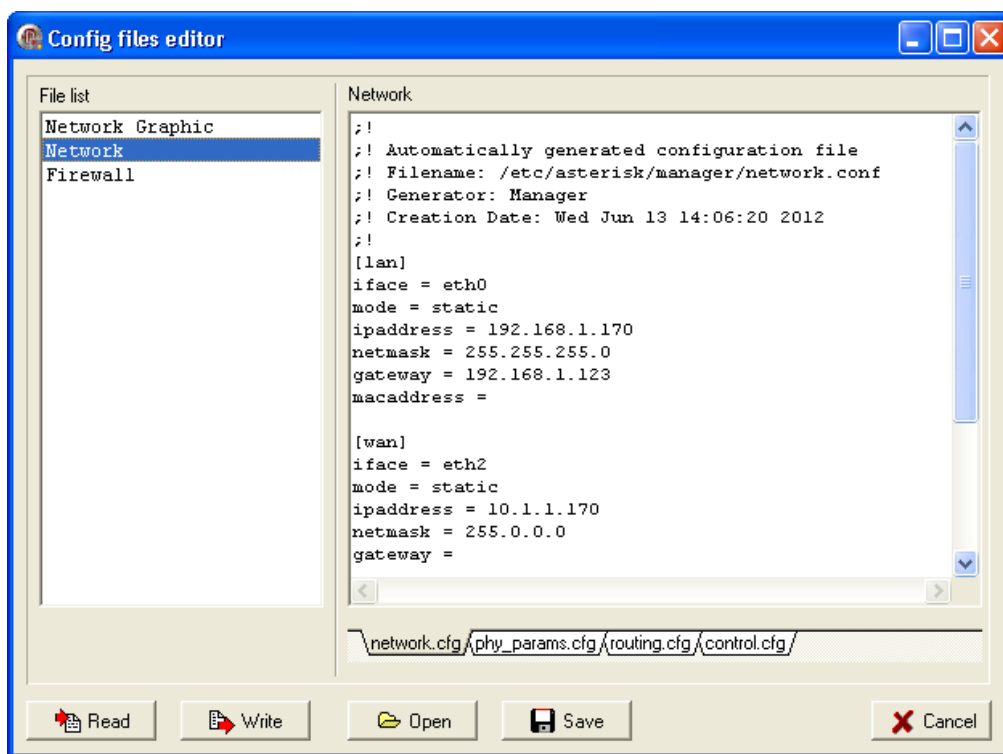 Config files editor
File list
Network Graphic
Network
Firewall
Network
;!
;! Automatically generated configuration file
;! Filename: /etc/asterisk/manager/network.conf
;! Generator: Manager
;! Creation Date: Wed Jun 13 14:06:20 2012
;!
[lan]
iface = eth0
mode = static
ipaddress = 192.168.1.170
netmask = 255.255.255.0
gateway = 192.168.1.123
macaddress =
[wan]
iface = eth2
mode = static
ipaddress = 10.1.1.170
netmask = 255.0.0.0
gateway =
network.cfg phy_params.cfg routing.cfg control.cfg
Read Write Open Save Cancel